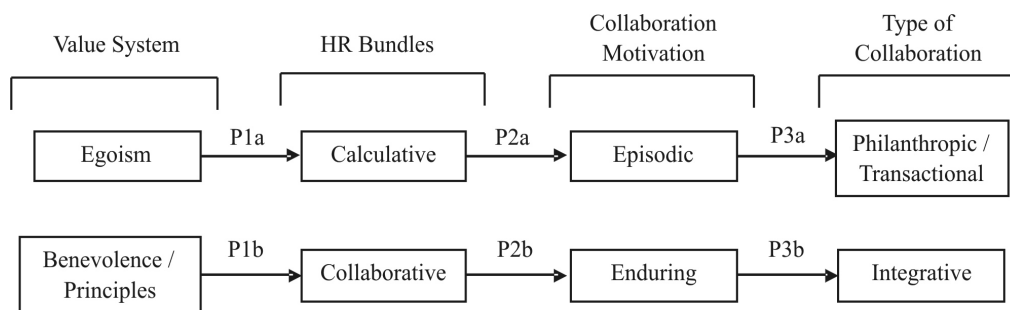 Value System
HR Bundles
Collaboration
Motivation
Type of
Collaboration
Egoism
P1a
Calculative
P2a
Episodic
P3a
Philanthropic /
Transactional
Benevolence /
Principles
P1b
Collaborative
P2b
Enduring
P3b
Integrative